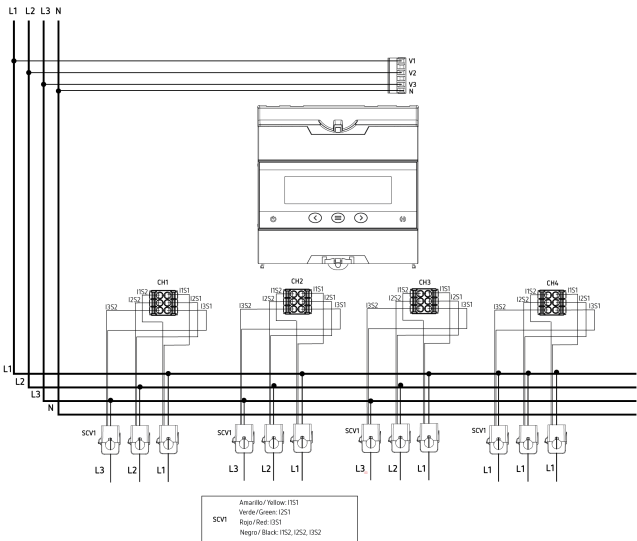 L1 L2 L3 N
V1
V2
V3
N
CH1
I1S2 I1S1
I2S2 I2S1
I3S2 I3S1
CH2
I1S2 I1S1
I2S2 I2S1
I3S2 I3S1
CH3
I1S2 I1S1
I2S2 I2S1
I3S2 I3S1
CH4
I1S2 I1S1
I2S2 I2S1
I3S2 I3S1
L1
L2
L3
N
SCV1 SCV1 SCV1 SCV1
L3 L2 L1 L3 L2 L1 L3 L2 L1 L1 L1 L1
Amarillo/Yellow: I1S1
Verde/Green: I2S1
SCV1
Rojo/Red: I3S1
Negro/Black: I1S2, I2S2, I3S2